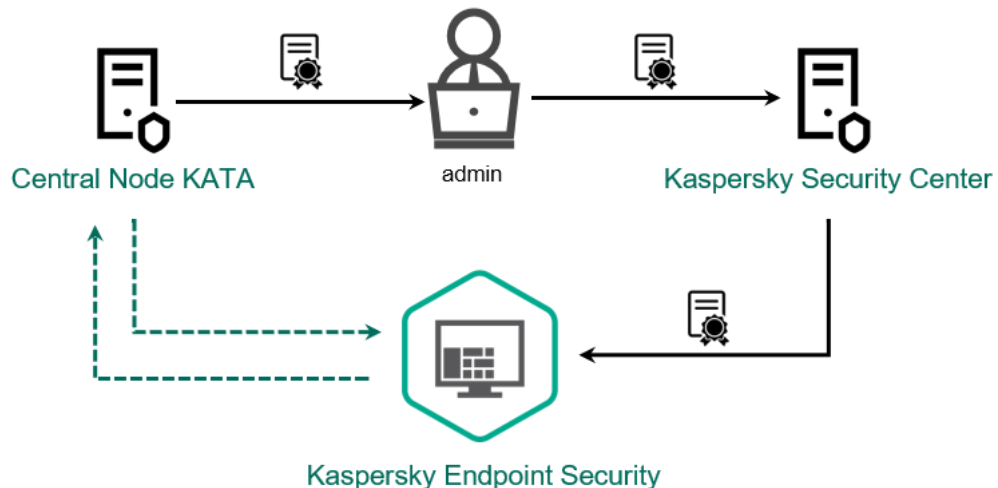 admin
Central Node KATA
Kaspersky Security Center
Kaspersky Endpoint Security